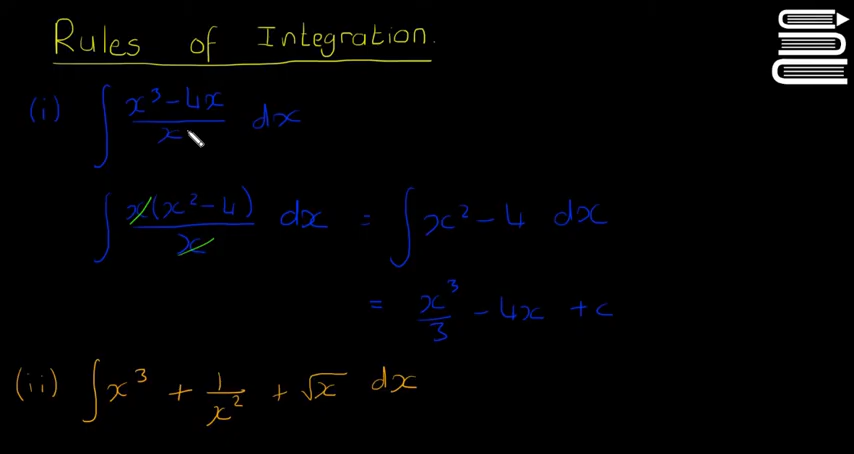 Rules of Integration.
(i) ∫ (x³ - 4x)/x dx
∫ x(x² - 4)/x dx = ∫ x² - 4 dx
= x³/3 - 4x + c
(ii) ∫ x³ + 1/x² + √x dx